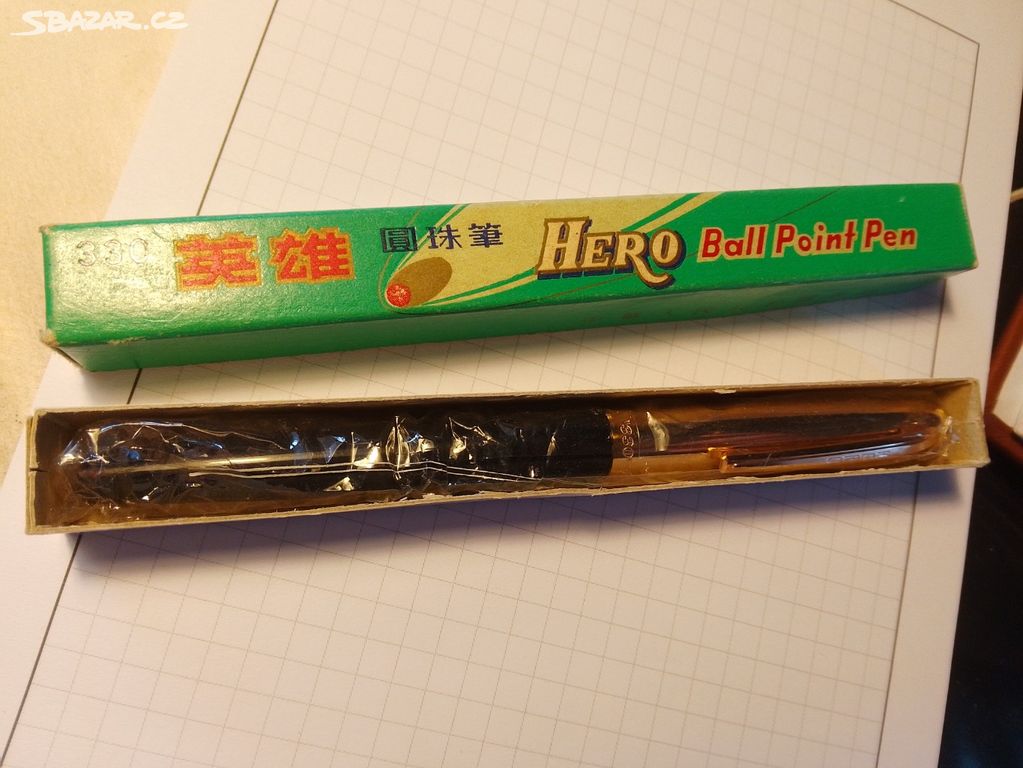 SBAZAR.CZ
330 英雄 圓珠筆 HERO Ball Point Pen
330